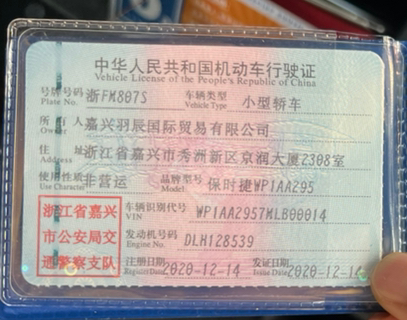 中华人民共和国机动车行驶证
Vehicle License of the People's Republic of China
号牌号码 浙FM807S 车辆类型 小型轿车
Plate No. Vehicle Type
所有人 嘉兴羽辰国际贸易有限公司
Owner
住址 浙江省嘉兴市秀洲新区京润大厦2308室
Address
使用性质 非营运 品牌型号 保时捷WP1AA295
Use Character Model
浙江省嘉兴
市公安局交
通警察支队
车辆识别代号 WP1AA2957MLB00014
VIN
发动机号码 DLH128539
Engine No.
注册日期 2020-12-14 发证日期 2020-12-14
Register Date Issue Date